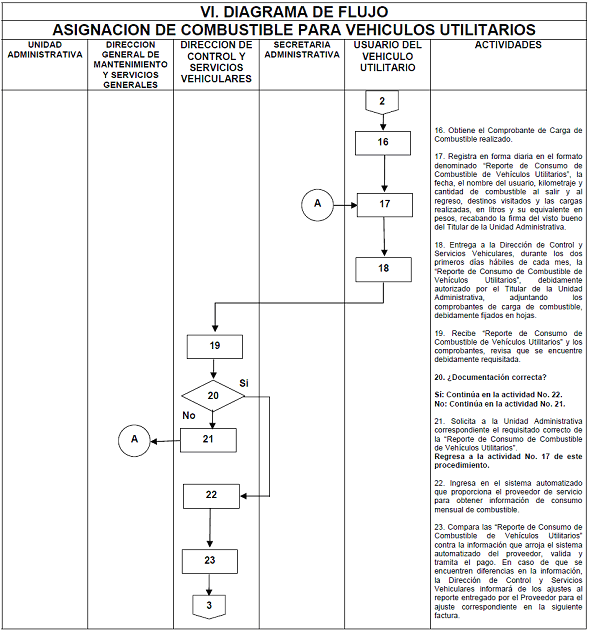 VI. DIAGRAMA DE FLUJO
ASIGNACION DE COMBUSTIBLE PARA VEHICULOS UTILITARIOS
UNIDAD
ADMINISTRATIVA
DIRECCION
GENERAL DE
MANTENIMIENTO
Y SERVICIOS
GENERALES
DIRECCION DE
CONTROL Y
SERVICIOS
VEHICULARES
SECRETARIA
ADMINISTRATIVA
USUARIO DEL
VEHICULO
UTILITARIO
ACTIVIDADES
2
16
A
17
18
19
Si
20
No
A
21
22
23
3
16. Obtiene el Comprobante de Carga de
Combustible realizado.
17. Registra en forma diaria en el formato
denominado "Reporte de Consumo de
Combustible de Vehículos Utilitarios", la
fecha, el nombre del usuario, kilometraje y
cantidad de combustible al salir y al
regreso, destinos visitados y las cargas
realizadas, en litros y su equivalente en
pesos, recabando la firma del visto bueno
del Titular de la Unidad Administrativa.
18. Entrega a la Dirección de Control y
Servicios Vehiculares, durante los dos
primeros días hábiles de cada mes, la
"Reporte de Consumo de Combustible de
Vehículos Utilitarios", debidamente
autorizado por el Titular de la Unidad
Administrativa, adjuntando los
comprobantes de carga de combustible,
debidamente fijados en hojas.
19. Recibe "Reporte de Consumo de
Combustible de Vehículos Utilitarios" y los
comprobantes, revisa que se encuentre
debidamente requisitada.
20. ¿Documentación correcta?
Sí: Continúa en la actividad No. 22.
No: Continúa en la actividad No. 21.
21. Solicita a la Unidad Administrativa
correspondiente el requisitado correcto de
la "Reporte de Consumo de Combustible
de Vehículos Utilitarios".
Regresa a la actividad No. 17 de este
procedimiento.
22. Ingresa en el sistema automatizado
que proporciona el proveedor de servicio
para obtener información de consumo
mensual de combustible.
23. Compara las "Reporte de Consumo de
Combustible de Vehículos Utilitarios"
contra la información que arroja el sistema
automatizado del proveedor, valida y
tramita el pago. En caso de que se
encuentren diferencias en la información,
la Dirección de Control y Servicios
Vehiculares informará de los ajustes al
reporte entregado por el Proveedor para el
ajuste correspondiente en la siguiente
factura.